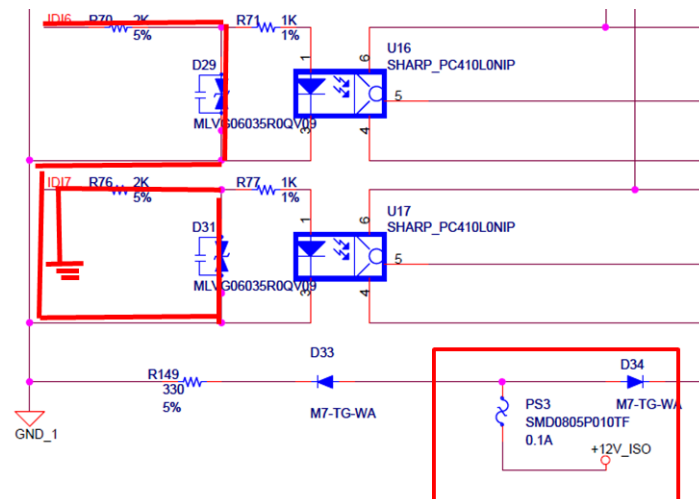 IDI6 R70 2K R71 1K
5% 1%
U16
SHARP_PC410L0NIP
D29
1 6
5
MLVG06035R0QV09
3 4
IDI7 R76 2K R77 1K
5% 1%
U17
SHARP_PC410L0NIP
D31
1 6
5
MLVG06035R0QV09
3 4
D33 D34
R149
330
5%
M7-TG-WA M7-TG-WA
PS3
SMD0805P010TF
0.1A
+12V_ISO
GND_1